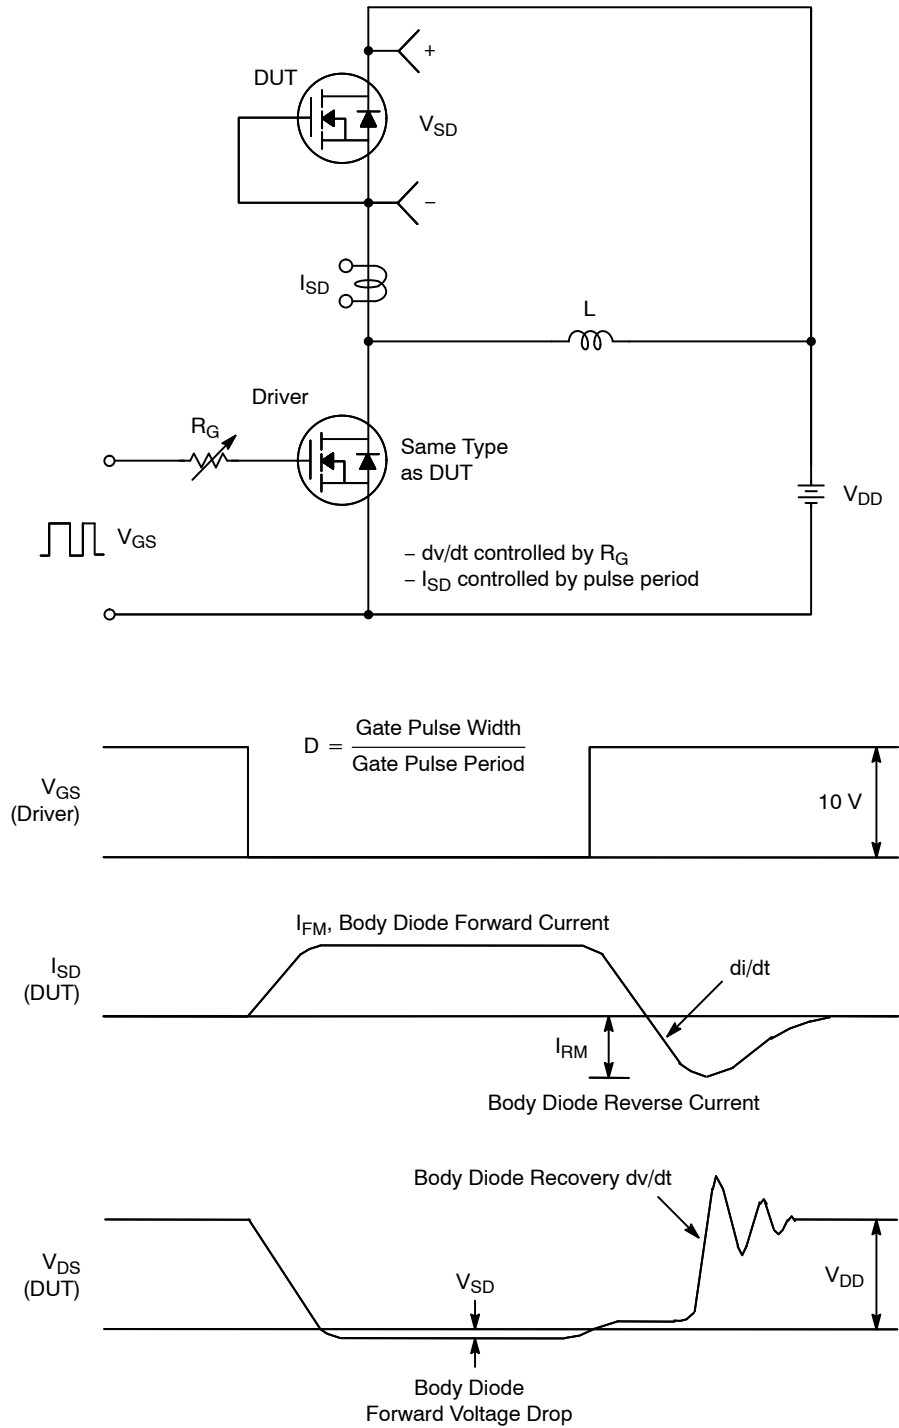 +
DUT
V_SD
−
I_SD
L
Driver
R_G
Same Type
as DUT
V_DD
V_GS
− dv/dt controlled by R_G
− I_SD controlled by pulse period
D = Gate Pulse Width
Gate Pulse Period
V_GS
(Driver)
10 V
I_FM, Body Diode Forward Current
I_SD
(DUT)
di/dt
I_RM
Body Diode Reverse Current
Body Diode Recovery dv/dt
V_DS
(DUT)
V_SD
V_DD
Body Diode
Forward Voltage Drop